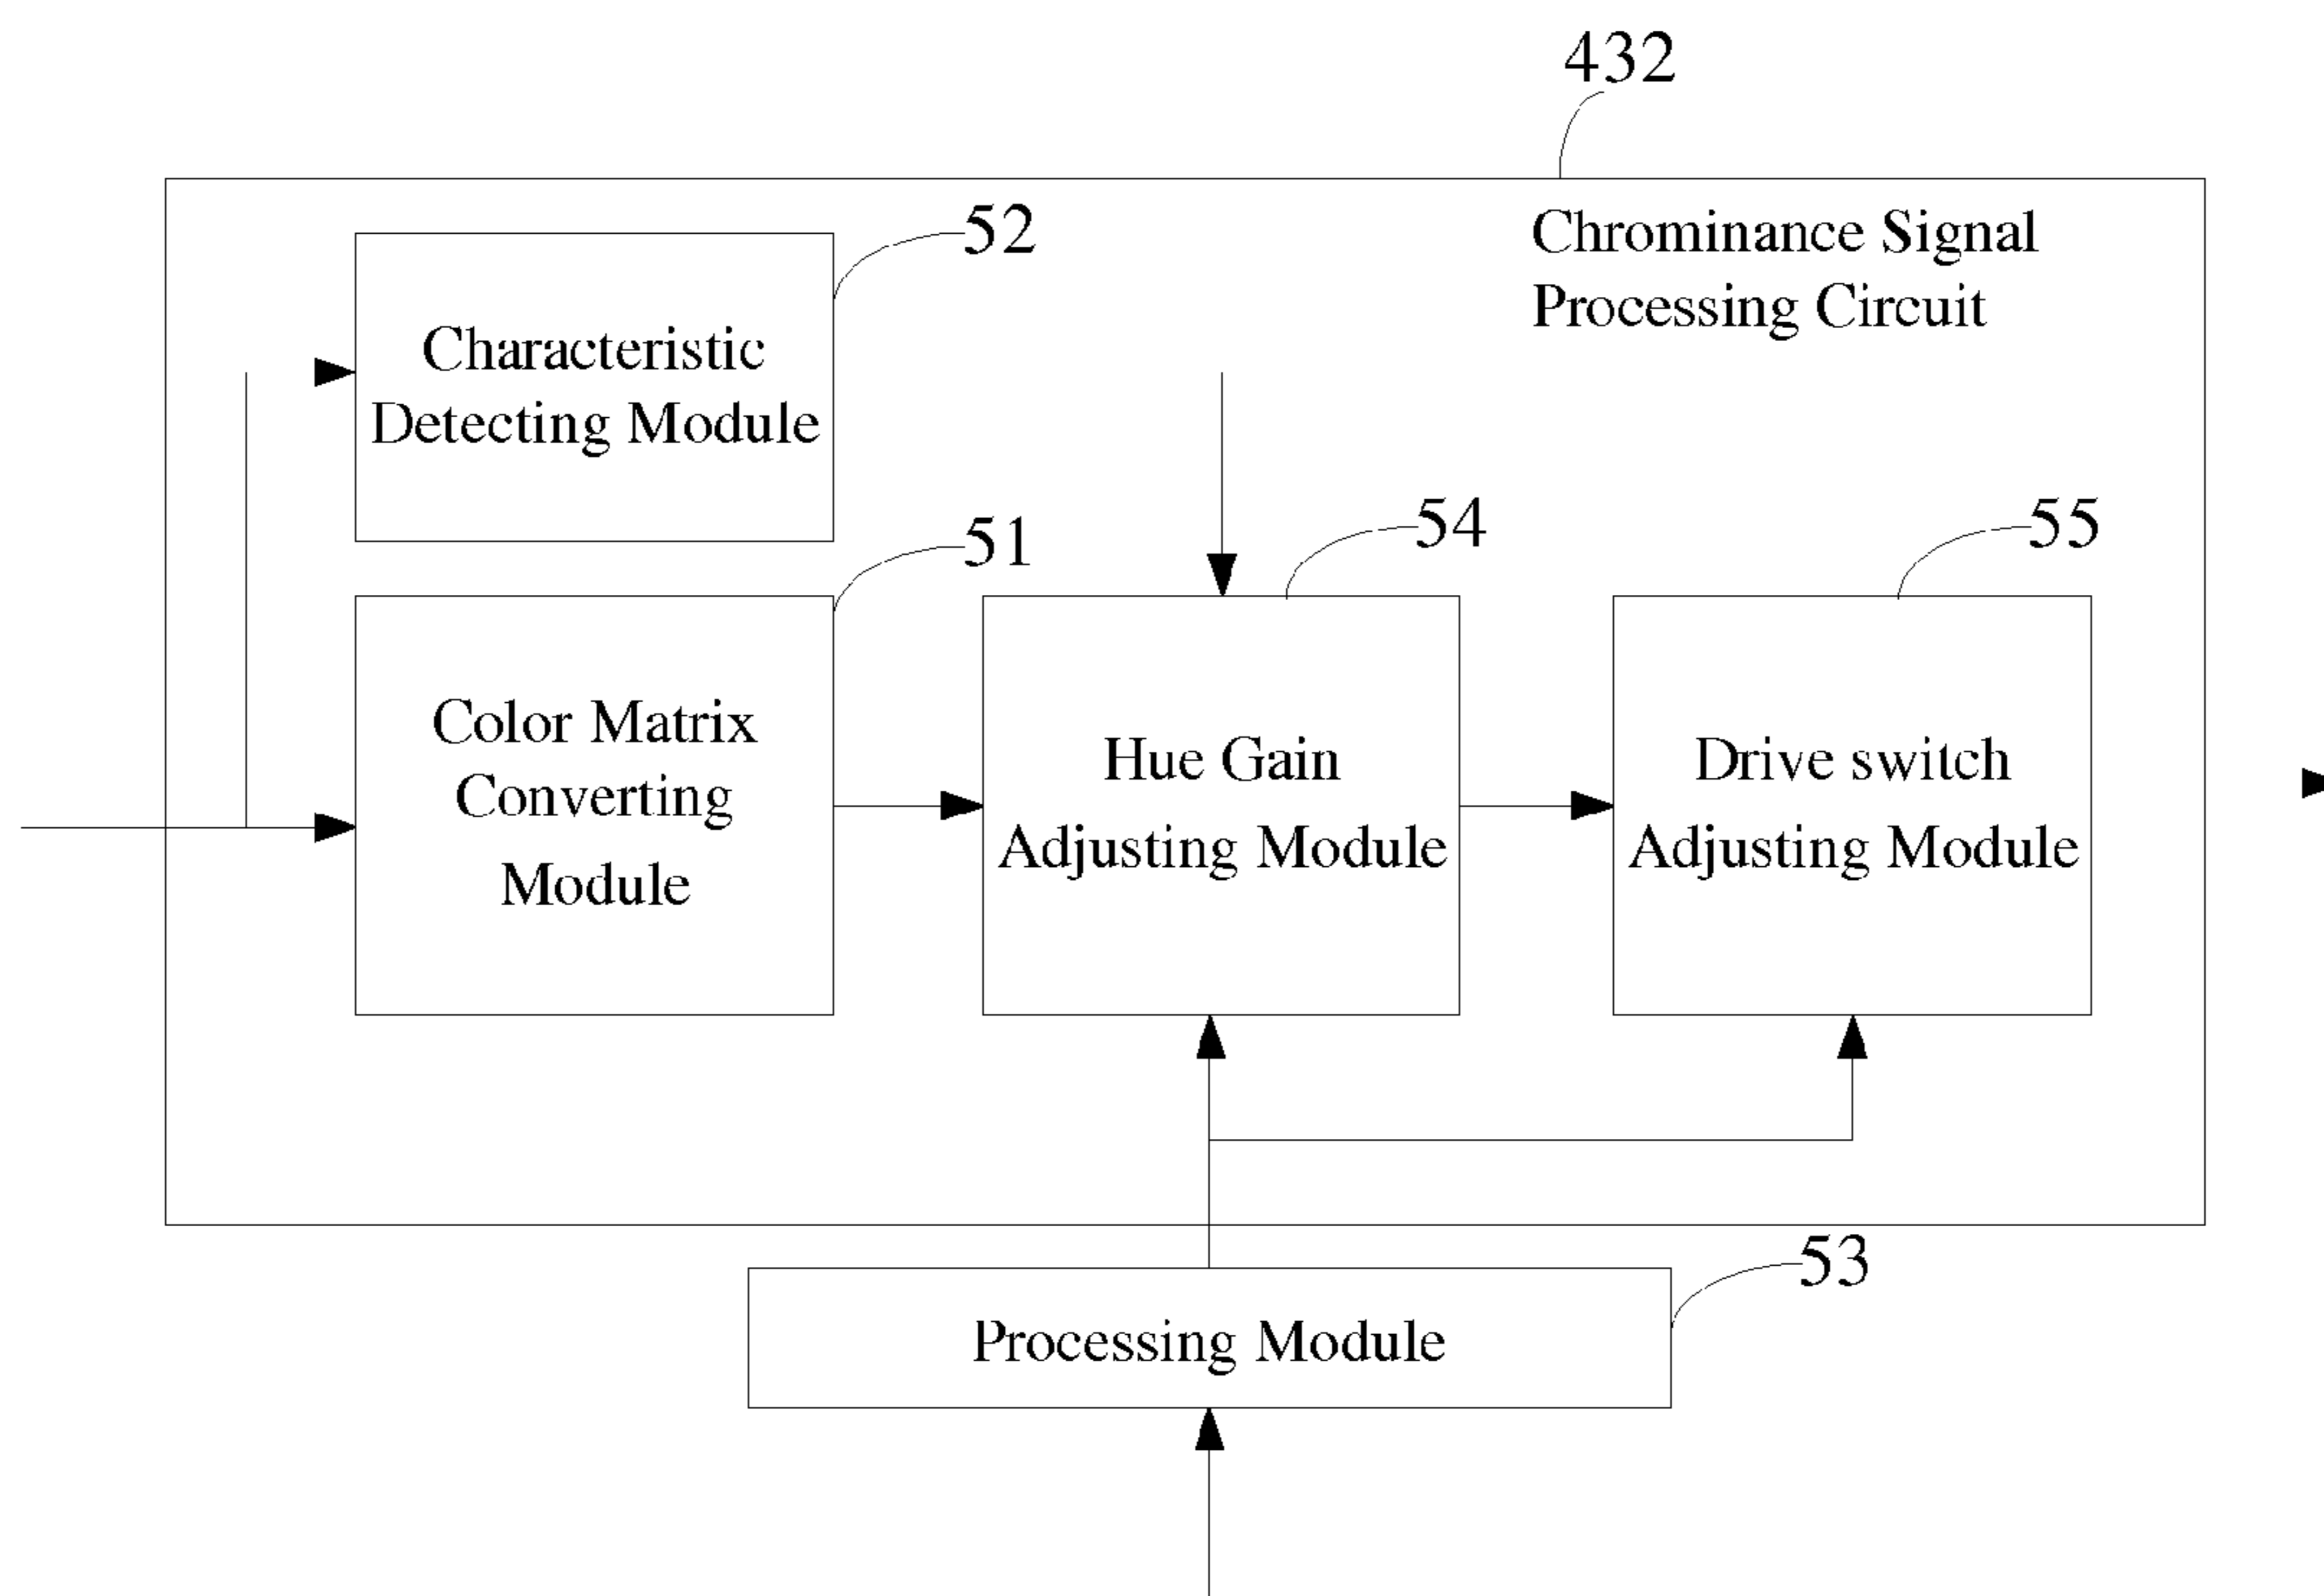 432
Chrominance Signal
Processing Circuit
52
Characteristic
Detecting Module
51
Color Matrix
Converting
Module
54
Hue Gain
Adjusting Module
55
Drive switch
Adjusting Module
53
Processing Module